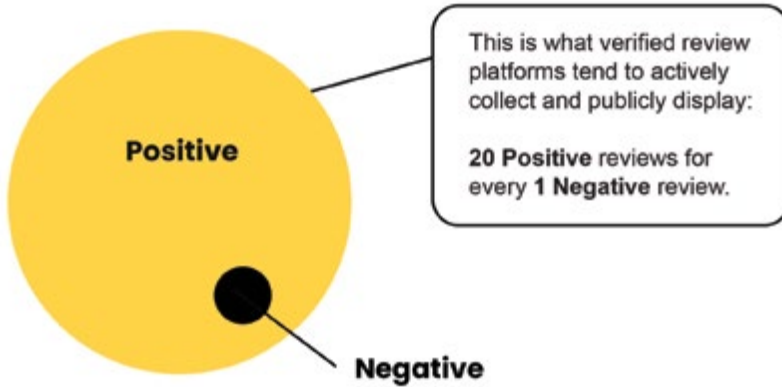 This is what verified review
platforms tend to actively
collect and publicly display:
20 Positive reviews for
every 1 Negative review.
Positive
Negative